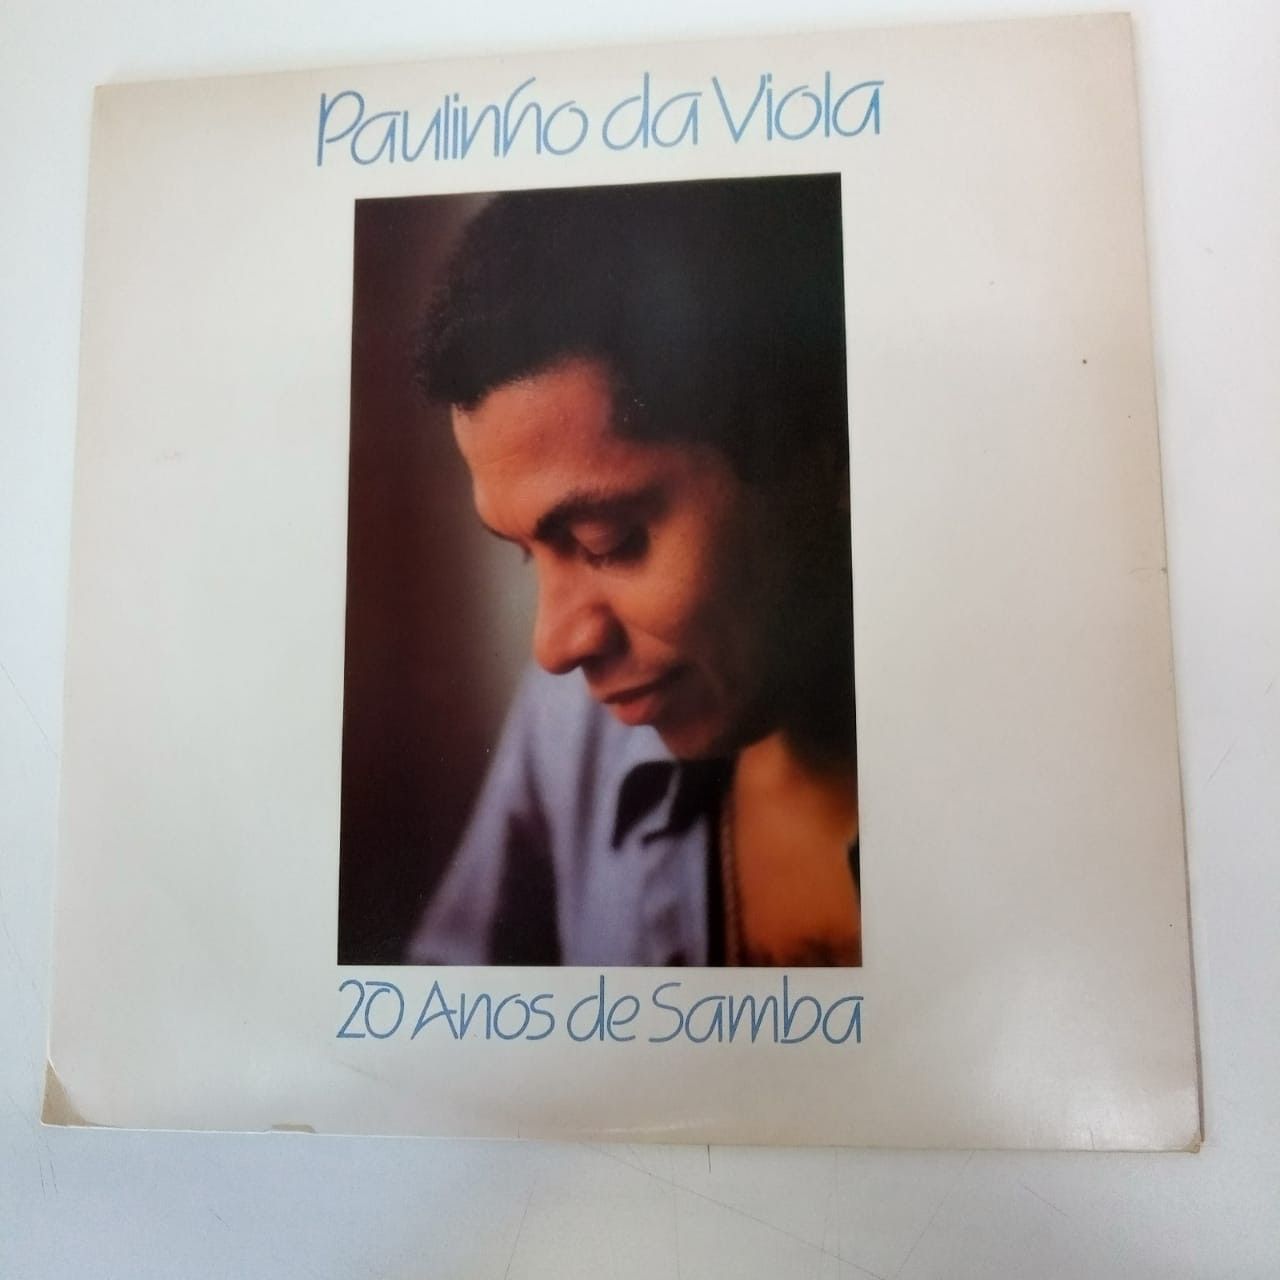 Paulinho da Viola
20 Anos de Samba